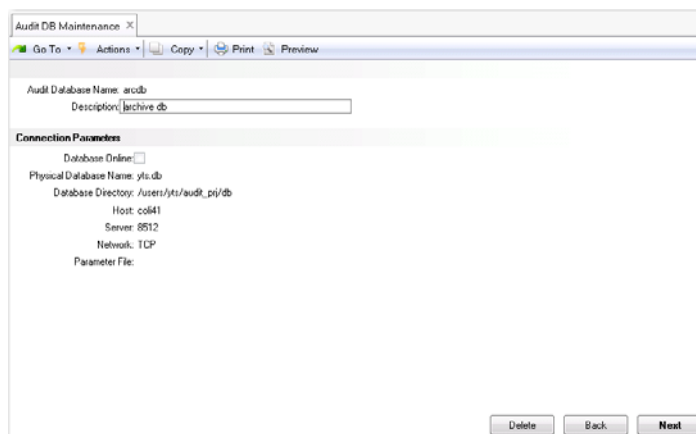 Audit DB Maintenance
Go To Actions Copy Print Preview
Audit Database Name: arcdb
Description: archive db
Connection Parameters
Database Online:
Physical Database Name: yts.db
Database Directory: /users/yts/audit_prj/db
Host: coli41
Server: 8512
Network: TCP
Parameter File:
Delete Back Next